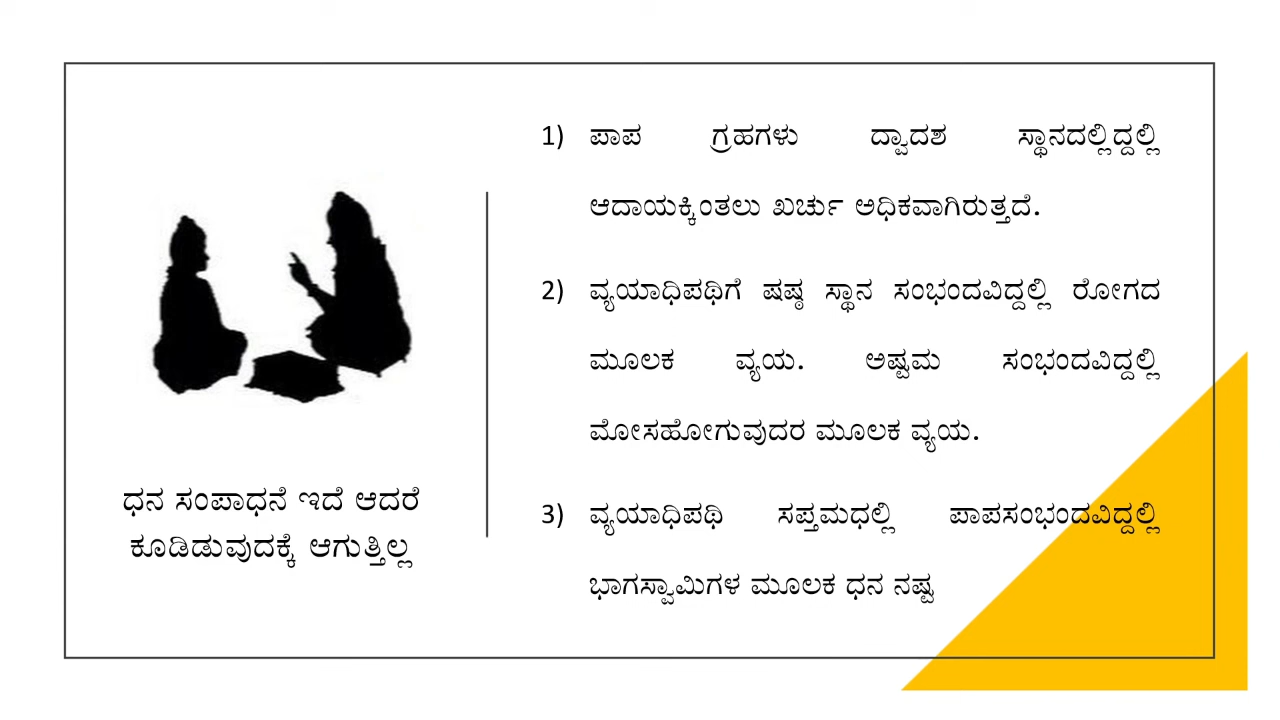 ಧನ ಸಂಪಾಧನೆ ಇದೆ ಆದರೆ
ಕೂಡಿಡುವುದಕ್ಕೆ ಆಗುತ್ತಿಲ್ಲ
1) ಪಾಪ ಗ್ರಹಗಳು ದ್ವಾದಶ ಸ್ಥಾನದಲ್ಲಿದ್ದಲ್ಲಿ
ಆದಾಯಕ್ಕಿಂತಲು ಖರ್ಚು ಅಧಿಕವಾಗಿರುತ್ತದೆ.
2) ವ್ಯಯಾಧಿಪಥಿಗೆ ಷಷ್ಠ ಸ್ಥಾನ ಸಂಭಂದವಿದ್ದಲ್ಲಿ ರೋಗದ
ಮೂಲಕ ವ್ಯಯ. ಅಷ್ಟಮ ಸಂಭಂದವಿದ್ದಲ್ಲಿ
ಮೋಸಹೋಗುವುದರ ಮೂಲಕ ವ್ಯಯ.
3) ವ್ಯಯಾಧಿಪಥಿ ಸಪ್ತಮಧಲ್ಲಿ ಪಾಪಸಂಭಂದವಿದ್ದಲ್ಲಿ
ಭಾಗಸ್ವಾಮಿಗಳ ಮೂಲಕ ಧನ ನಷ್ಟ